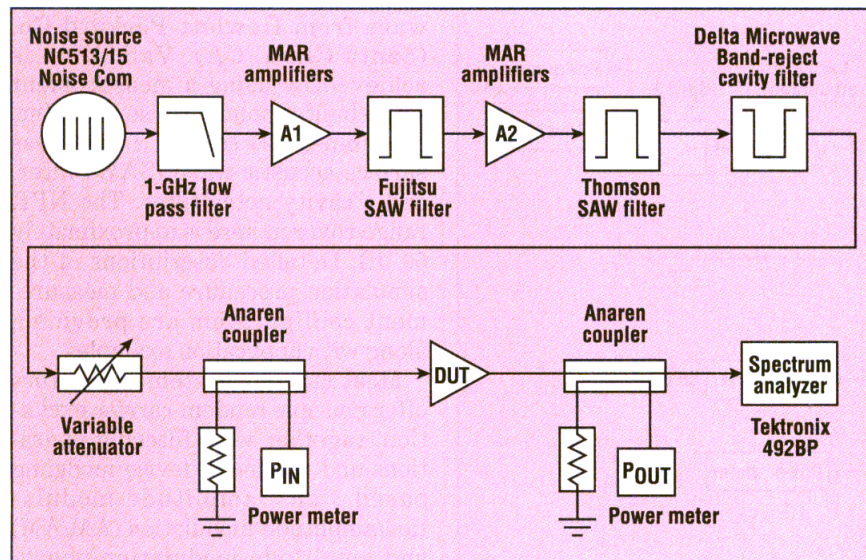 Noise source
NC513/15
Noise Com
MAR
amplifiers
MAR
amplifiers
Delta Microwave
Band-reject
cavity filter
A1
A2
1-GHz low
pass filter
Fujitsu
SAW filter
Thomson
SAW filter
Anaren
coupler
Anaren
coupler
DUT
Spectrum
analyzer
Variable
attenuator
PIN
POUT
Tektronix
492BP
Power meter
Power meter